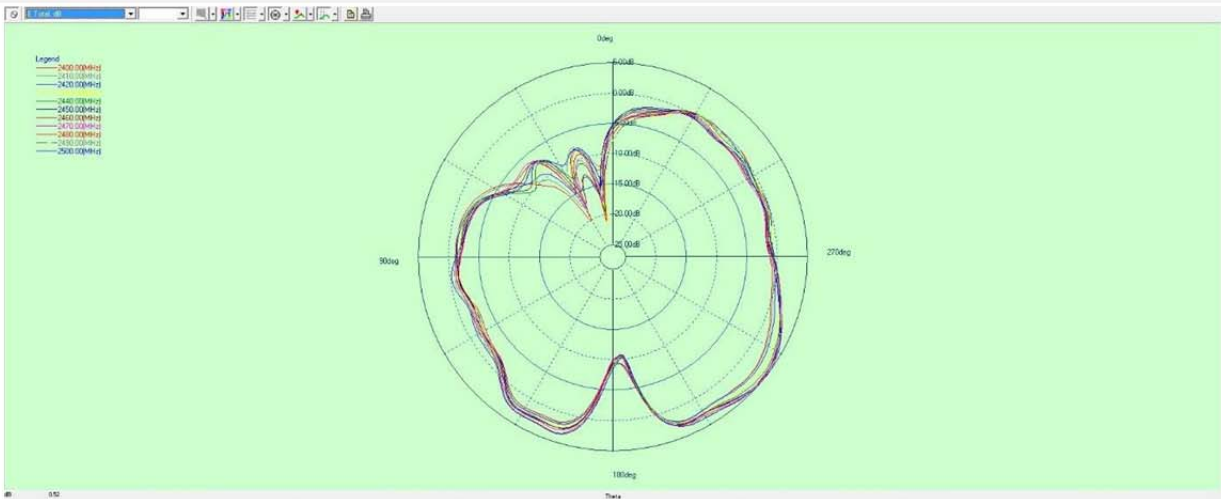 E Total dB
0deg
Legend
2400.00(MHz)
2410.00(MHz)
2420.00(MHz)
2440.00(MHz)
2450.00(MHz)
2460.00(MHz)
2470.00(MHz)
2480.00(MHz)
2490.00(MHz)
2500.00(MHz)
5.00dB
0.00dB
-5.00dB
-10.00dB
-15.00dB
-20.00dB
-25.00dB
90deg
270deg
180deg
dB
0.52
Theta